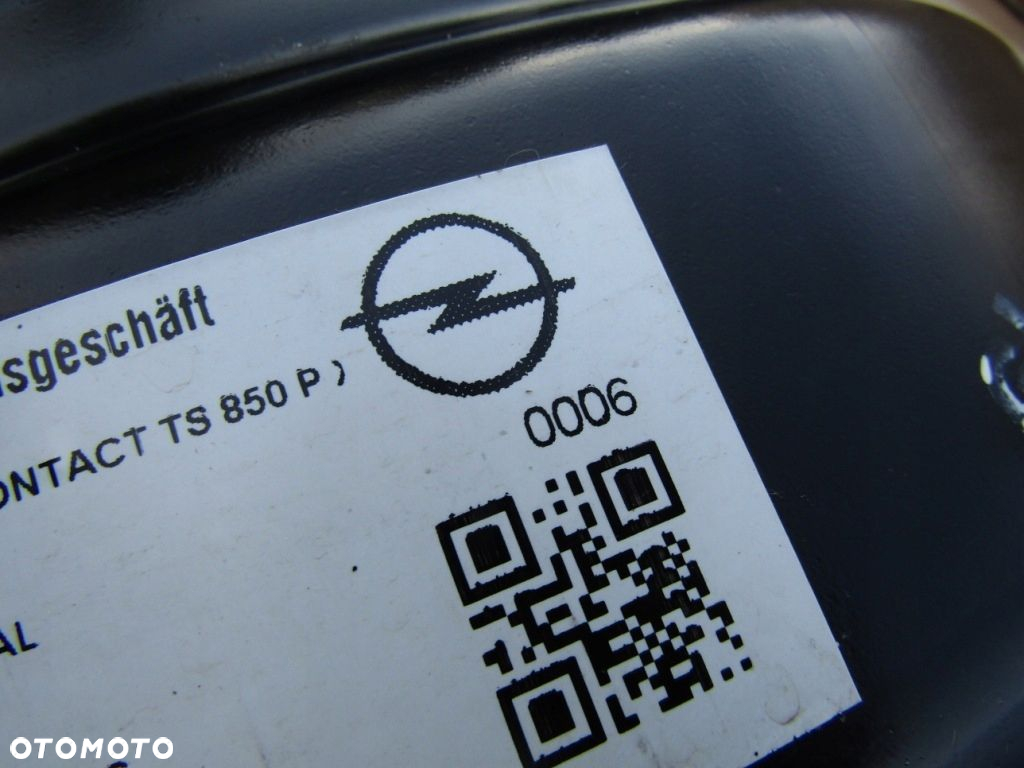 sgeschäft
ONTACT TS 850 P )
0006
AL
OTOMOTO